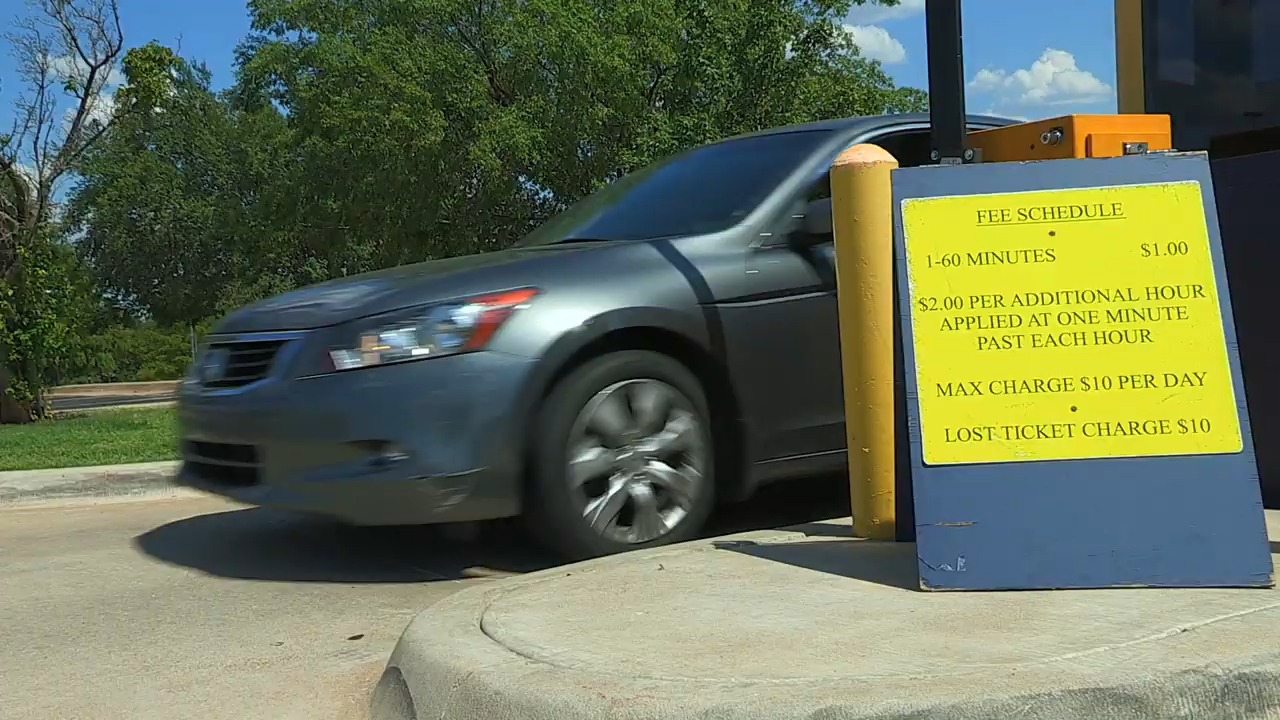 FEE SCHEDULE
1-60 MINUTES $1.00
$2.00 PER ADDITIONAL HOUR
APPLIED AT ONE MINUTE
PAST EACH HOUR
MAX CHARGE $10 PER DAY
LOST TICKET CHARGE $10